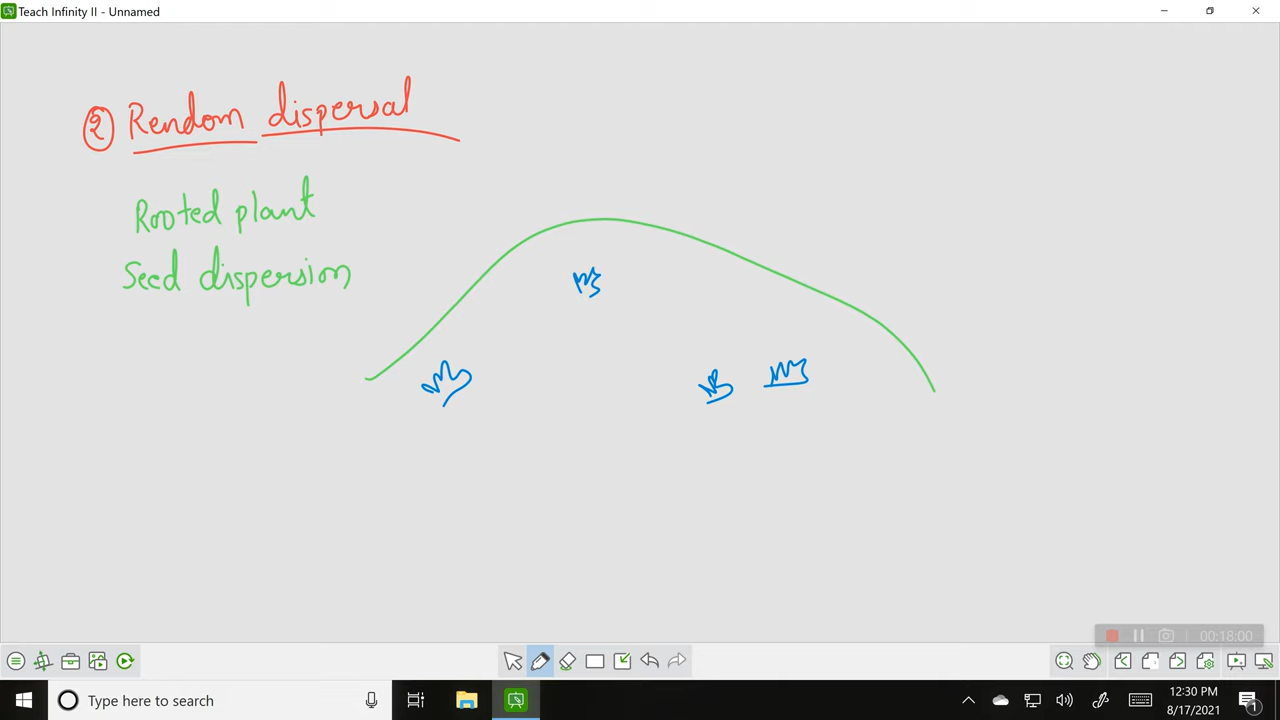 Teach Infinity II - Unnamed
② Rendom dispersal
Rooted plant
Seed dispersion
00:18:00
Type here to search
12:30 PM
8/17/2021
1